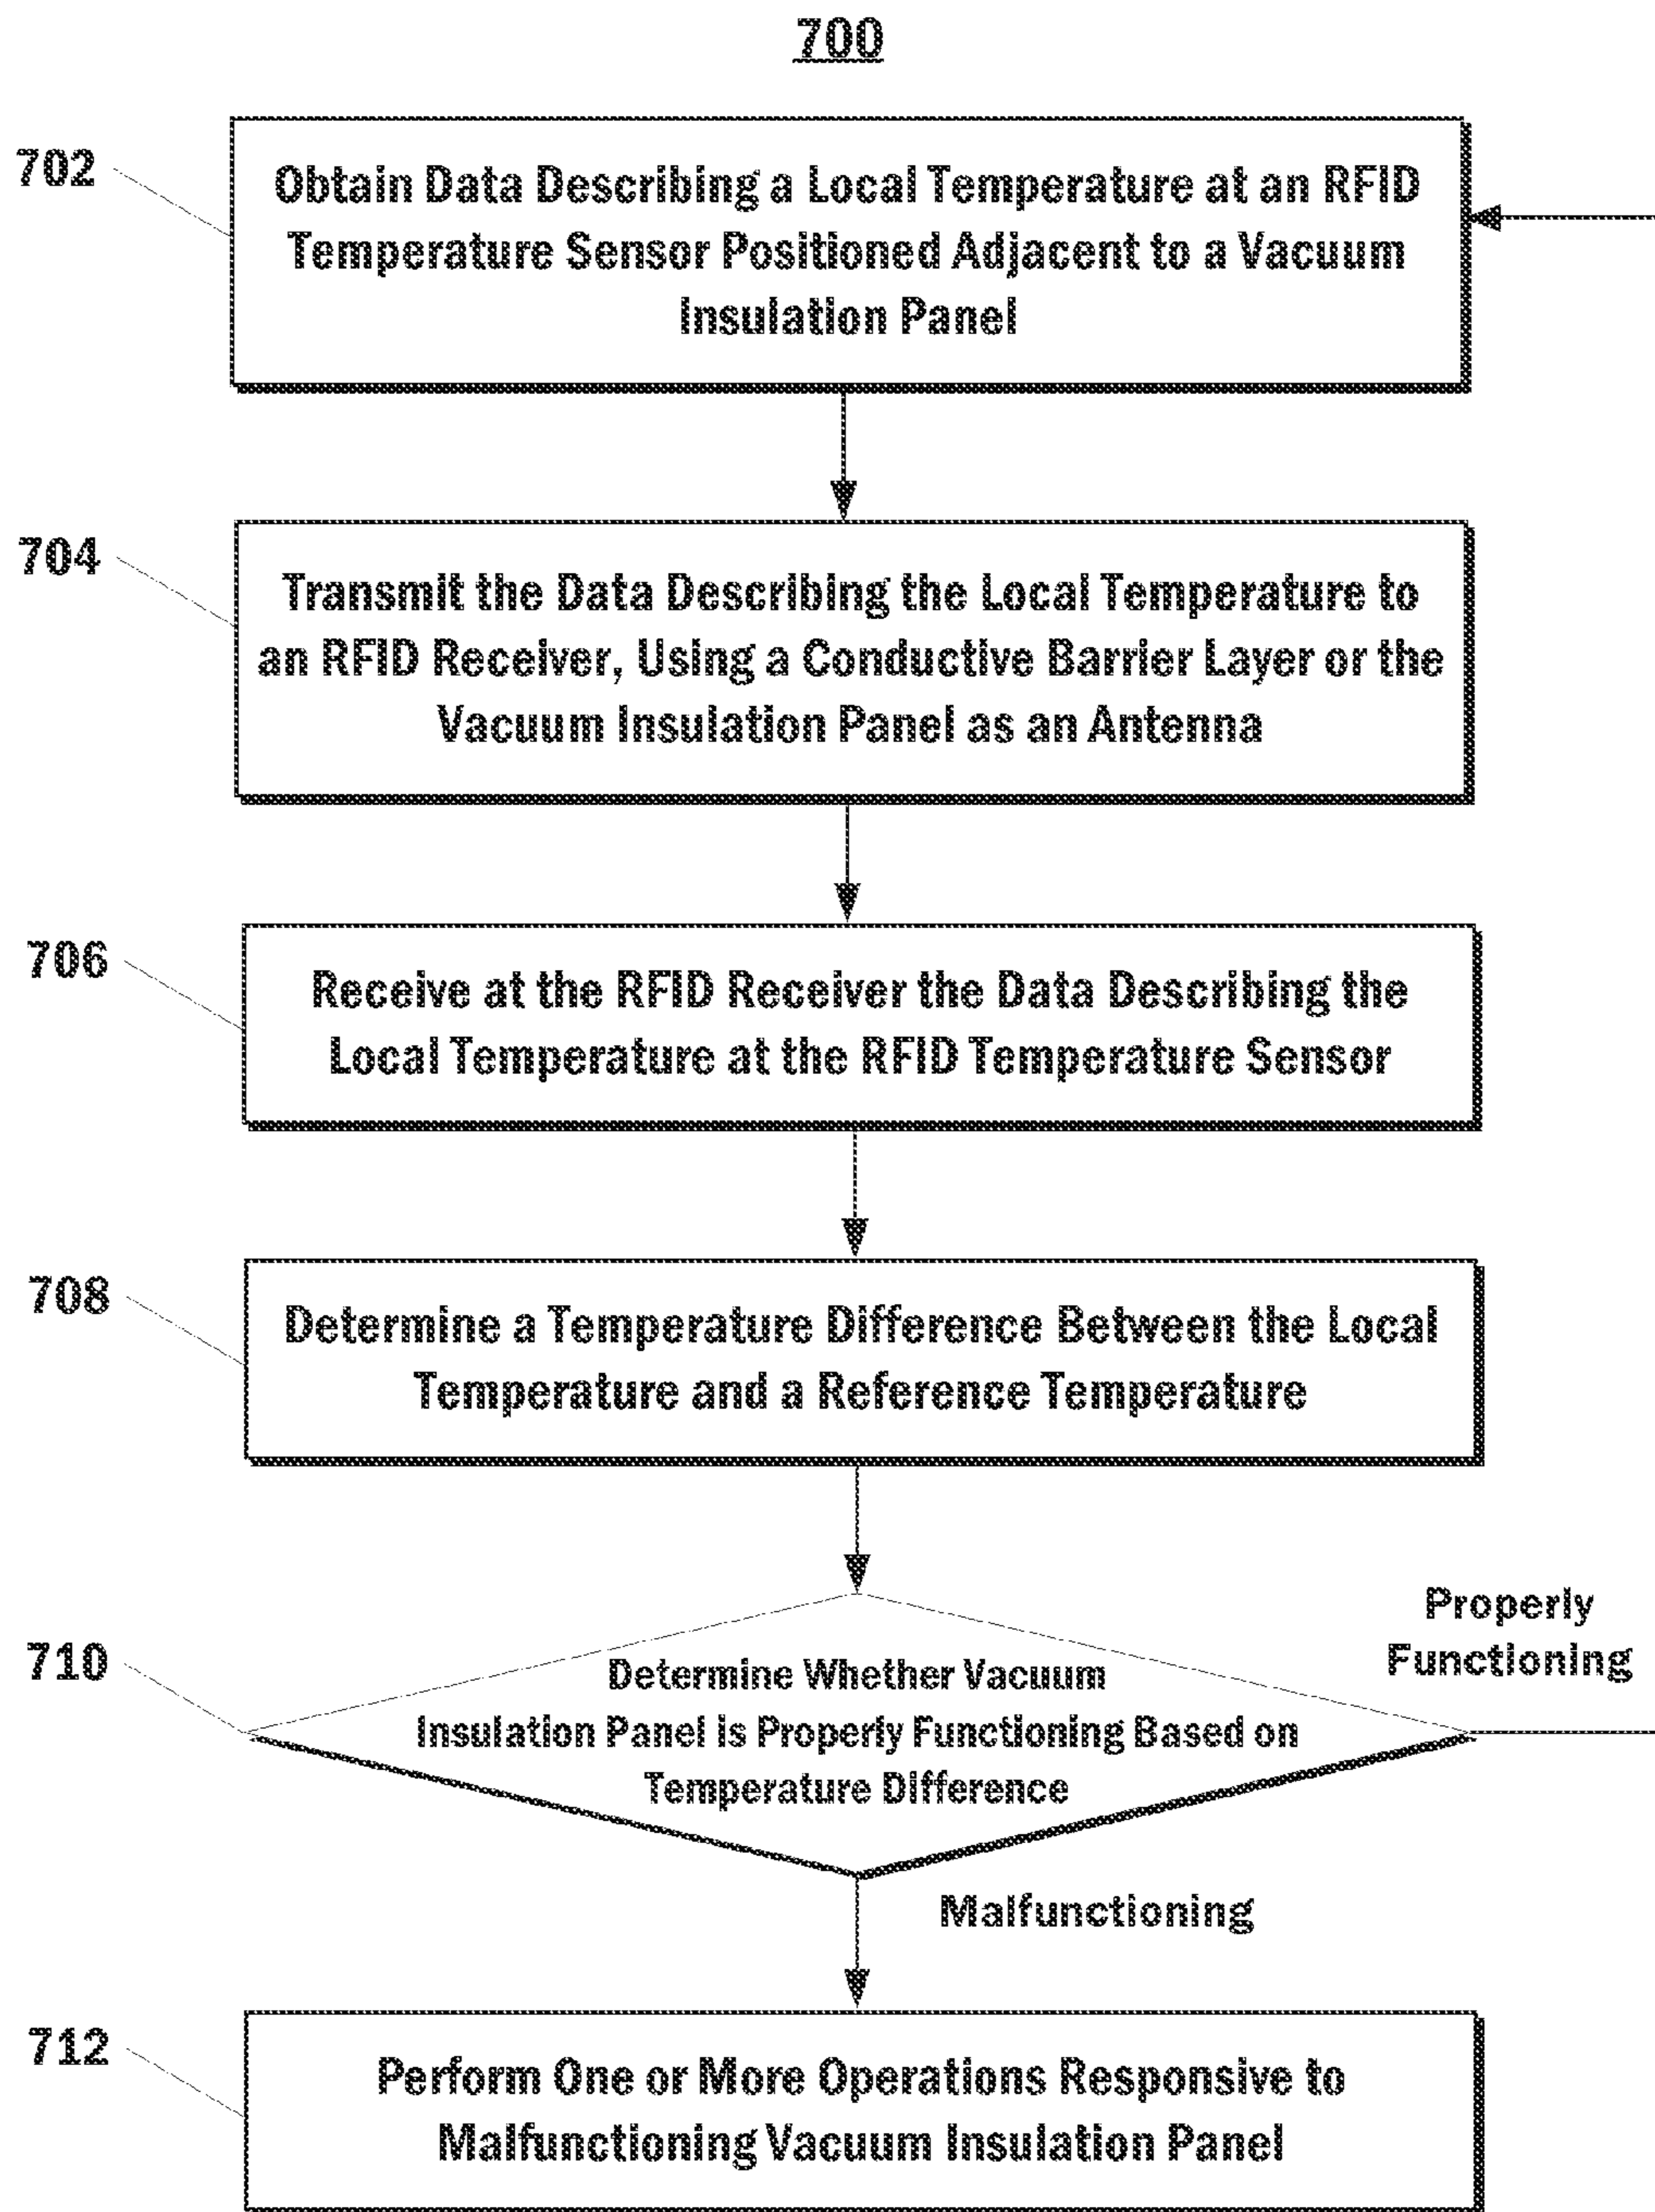 700
702
Obtain Data Describing a Local Temperature at an RFID
Temperature Sensor Positioned Adjacent to a Vacuum
Insulation Panel
704
Transmit the Data Describing the Local Temperature to
an RFID Receiver, Using a Conductive Barrier Layer or the
Vacuum Insulation Panel as an Antenna
706
Receive at the RFID Receiver the Data Describing the
Local Temperature at the RFID Temperature Sensor
708
Determine a Temperature Difference Between the Local
Temperature and a Reference Temperature
710
Determine Whether Vacuum
Insulation Panel is Properly Functioning Based on
Temperature Difference
Properly
Functioning
Malfunctioning
712
Perform One or More Operations Responsive to
Malfunctioning Vacuum Insulation Panel